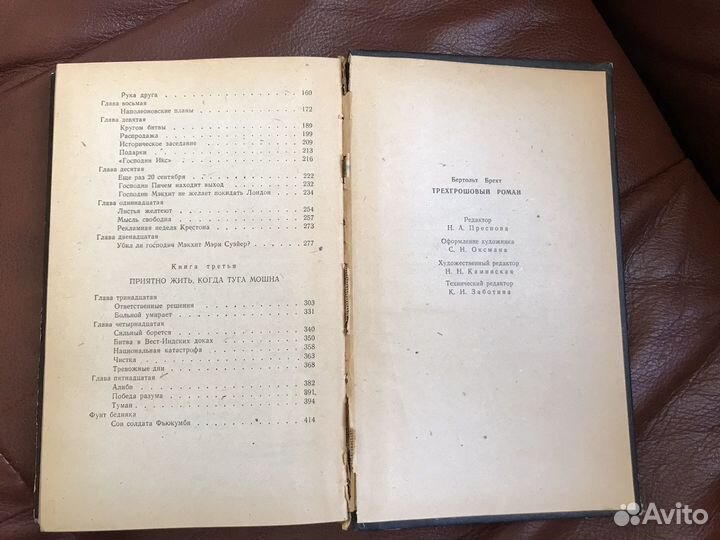 Рука друга . . . . . . . . . . . . . . 160
Глава восьмая
Наполеоновские планы . . . . . . . . . . 172
Глава девятая
Кругом битвы . . . . . . . . . . . . . 189
Распродажа . . . . . . . . . . . . . . 199
Историческое заседание . . . . . . . . . 209
Подарки . . . . . . . . . . . . . . . 213
«Господин Икс» . . . . . . . . . . . . 216
Глава десятая
Еще раз 20 сентября . . . . . . . . . . 222
Господин Пичем находит выход . . . . . . 232
Господин Мэкхит не желает покидать Лондон . 234
Глава одиннадцатая
Листья желтеют . . . . . . . . . . . . 254
Мысль свободна . . . . . . . . . . . . 257
Рекламная неделя Крестона . . . . . . . . 273
Глава двенадцатая
Убил ли господин Мэкхит Мэри Суэйер? . . . 277
Книга третья
ПРИЯТНО ЖИТЬ, КОГДА ТУГА МОШНА
Глава тринадцатая
Ответственные решения . . . . . . . . . . 303
Больной умирает . . . . . . . . . . . . 331
Глава четырнадцатая
Сильный борется . . . . . . . . . . . . 340
Битва в Вест-Индских доках . . . . . . . 350
Национальная катастрофа . . . . . . . . . 358
Чистка . . . . . . . . . . . . . . . . 363
Тревожные дни . . . . . . . . . . . . . 368
Глава пятнадцатая
Алиби . . . . . . . . . . . . . . . . 382
Победа разума . . . . . . . . . . . . . 391
Туман . . . . . . . . . . . . . . . . 394
Фунт бедняка
Сон солдата Фьюкумби . . . . . . . . . . 414
Бертольт Брехт
ТРЕХГРОШОВЫЙ РОМАН
Редактор
Н. А. Преснова
Оформление художника
С. Н. Оксмана
Художественный редактор
Н. Н. Каминская
Технический редактор
К. И. Заботина
Avito